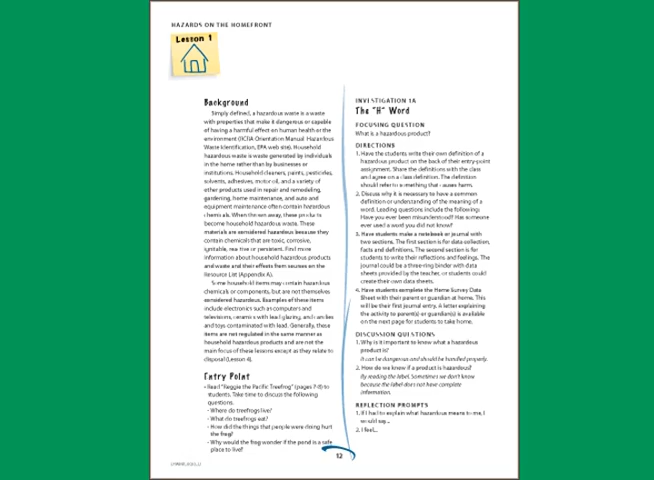 HAZARDS ON THE HOMEFRONT
Lesson 1
Background
Simply defined, a hazardous waste is a waste
with properties that make it dangerous or capable
of having a harmful effect on human health or the
environment (RCRA Orientation Manual: Hazardous
Waste Identification, EPA web site). Household
hazardous waste is generated by individuals
in the home rather than by businesses or
institutions. Household cleaners, paints, pesticides,
solvents, adhesives, motor oil, and a variety of
other products used in repair and remodeling,
gardening, home maintenance, and auto and
equipment maintenance often contain hazardous
chemicals. When thrown away, these products
become household hazardous waste. These
materials are considered hazardous because they
contain chemicals that are toxic, corrosive,
ignitable, reactive or persistent. Find more
information about household hazardous products
and waste and their effects from sources on the
Resource List (Appendix A).
Some household items may contain hazardous
chemicals or components, but are not themselves
considered hazardous. Examples of these items
include electronics such as computers and
televisions, ceramics with lead glazing, and candles
and toys contaminated with lead. Generally, these
items are not regulated in the same manner as
household hazardous products and are not the
main focus of these lessons except as they relate to
disposal (Lesson 4).
Entry Point
• Read "Reggie the Pacific Treefrog" (pages 7-8) to
students. Take time to discuss the following
questions.
- Where do treefrogs live?
- What do treefrogs eat?
- How did the things that people were doing hurt
the frog?
- Why would the frog wonder if the pond is a safe
place to live?
INVESTIGATION 1A
The "H" Word
FOCUSING QUESTION
What is a hazardous product?
DIRECTIONS
1. Have the students write their own definition of a
hazardous product on the back of their entry-point
assignment. Share the definitions with the class
and agree on a class definition. The definition
should refer to something that causes harm.
2. Discuss why it is necessary to have a common
definition or understanding of the meaning of a
word. Leading questions include the following:
Have you ever been misunderstood? Has someone
ever used a word you did not know?
3. Have students make a notebook or journal with
two sections. The first section is for data collection,
facts and definitions. The second section is for
students to write their reflections and feelings. The
journal could be a three-ring binder with data
sheets provided by the teacher, or students could
create their own data sheets.
4. Have students complete the Home Survey Data
Sheet with their parent or guardian at home. This
will be their first journal entry. A letter explaining
the activity to parent(s) or guardian(s) is available
on the next page for students to take home.
DISCUSSION QUESTIONS
1. Why is it important to know what a hazardous
product is?
It can be dangerous and should be handled properly.
2. How do we know if a product is hazardous?
By reading the label. Sometimes we don't know
because the label does not have complete
information.
REFLECTION PROMPTS
1. If I had to explain what hazardous means to me, I
would say...
2. I feel...
12